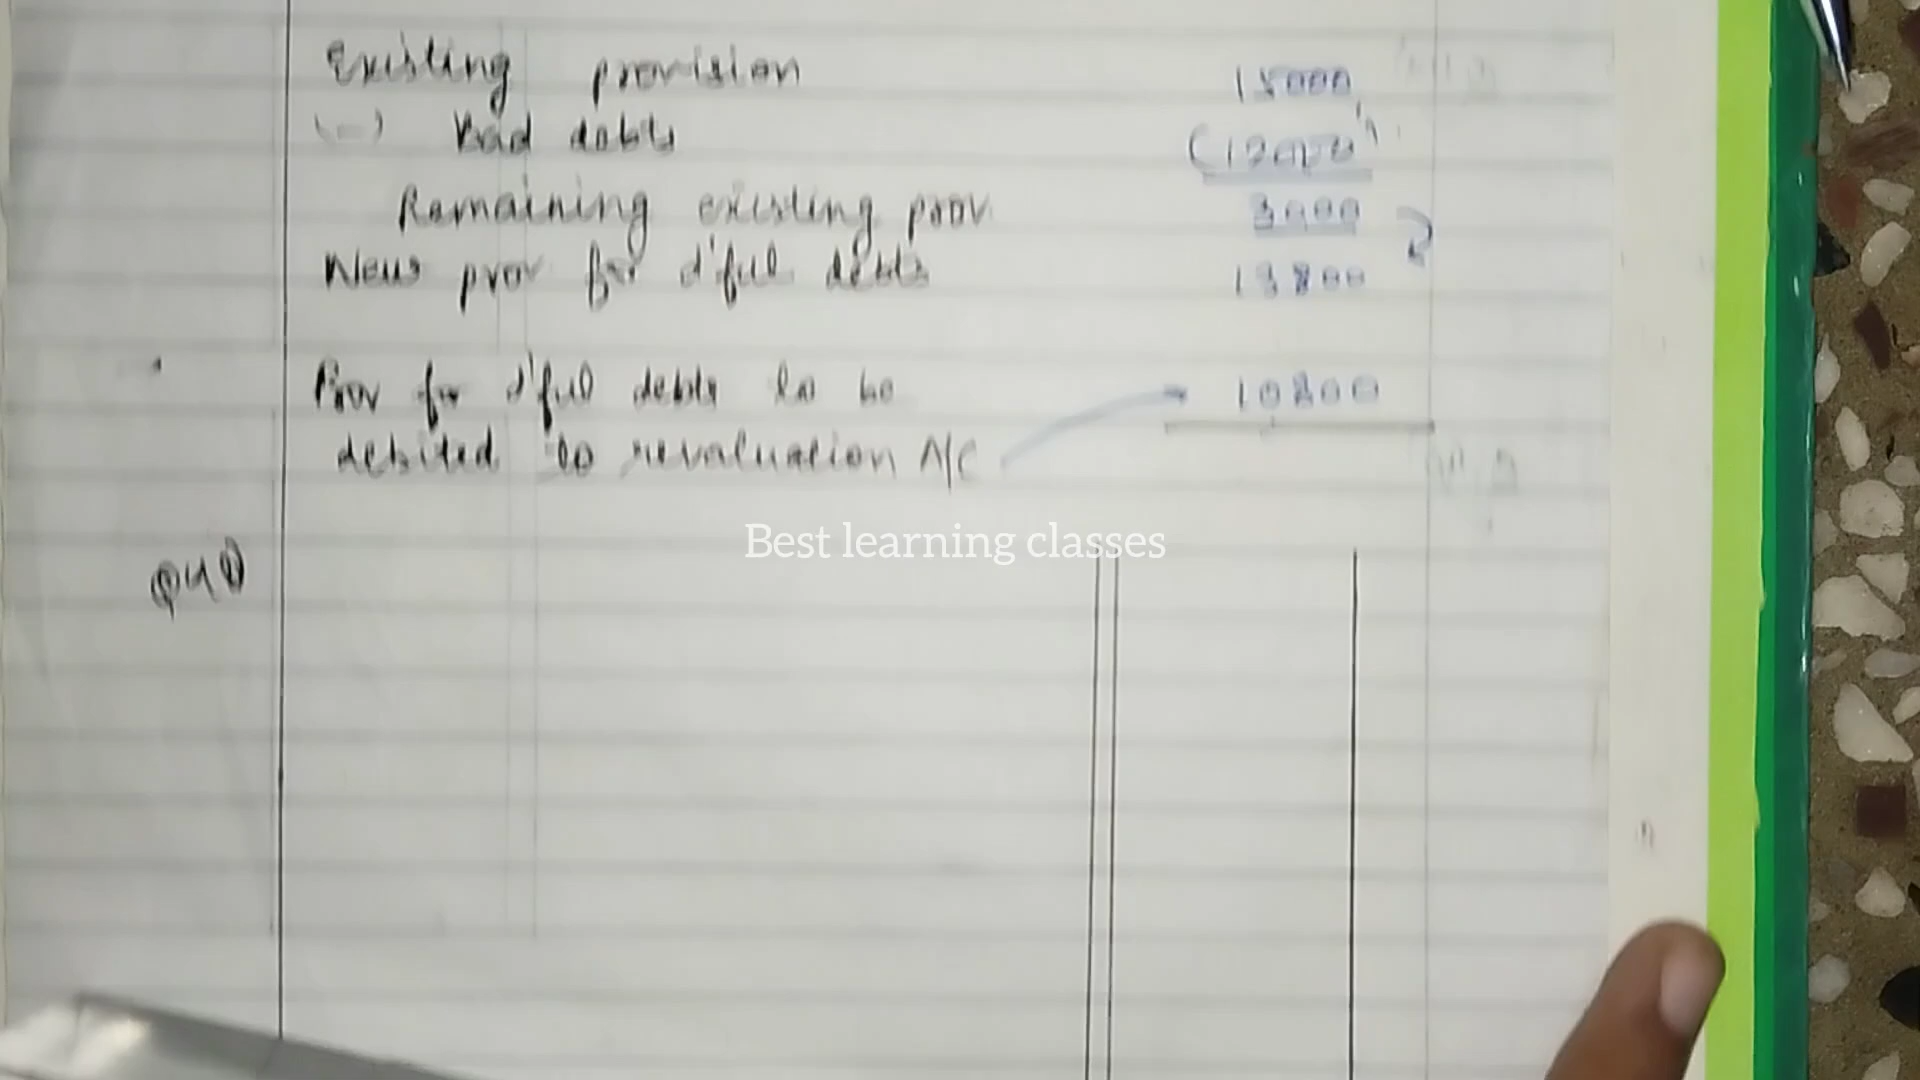 Existing provision 15000
(-) Bad debts (12000)
Remaining existing prov 3000
New prov for d'ful debts 13800
Prov for d'ful debts to be 10800
debited to revaluation A/C
Best learning classes